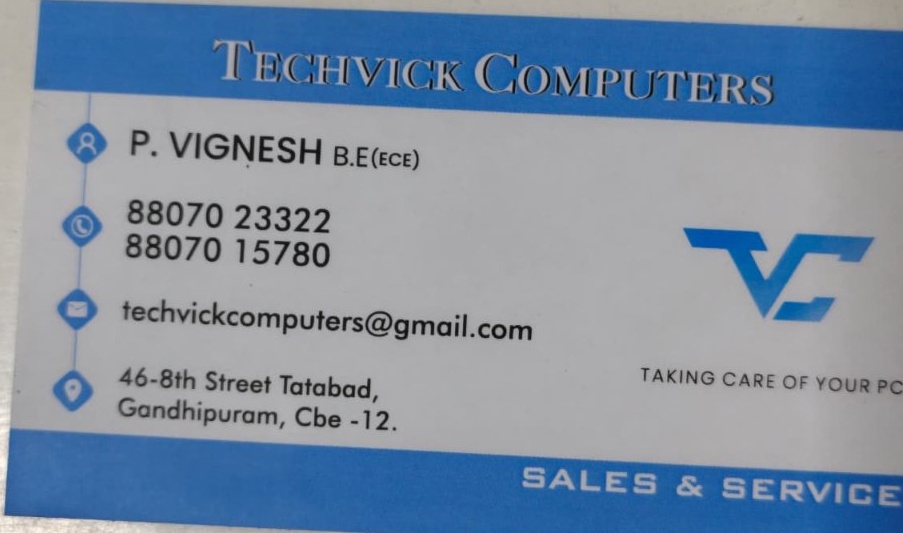 TECHVICK COMPUTERS
P. VIGNESH B.E(ECE)
88070 23322
88070 15780
techvickcomputers@gmail.com
46-8th Street Tatabad,
Gandhipuram, Cbe -12.
TVC
TAKING CARE OF YOUR PC
SALES & SERVICE